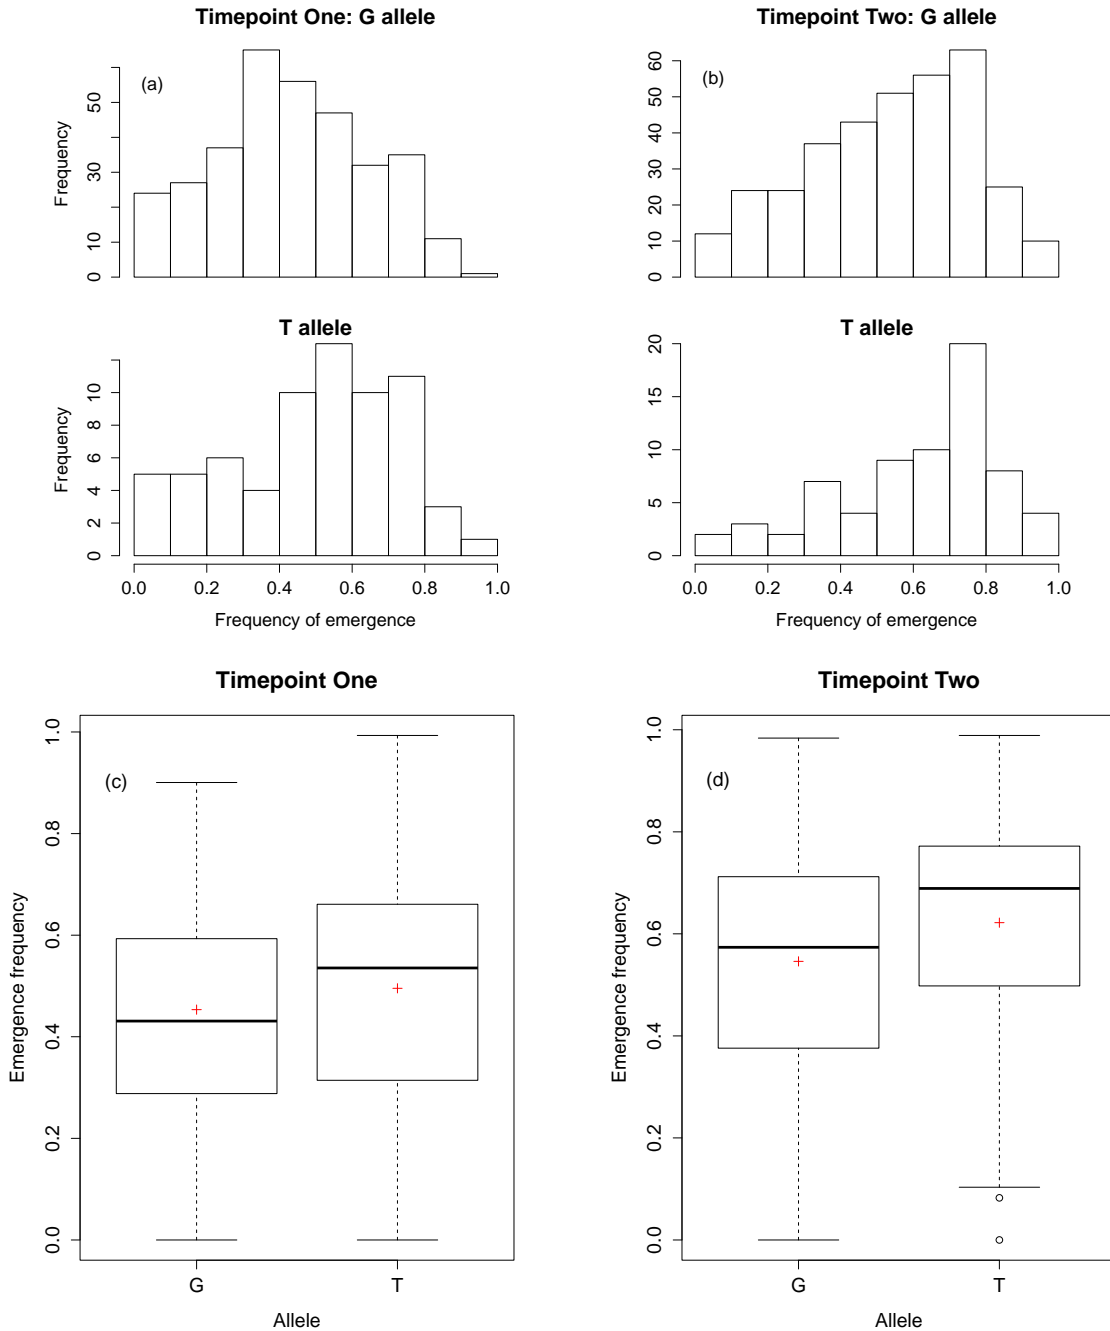 Timepoint One: G allele
(a)
Frequency
0 10 30 50
T allele
Frequency
0 2 4 6 8 10
0.0 0.2 0.4 0.6 0.8 1.0
Frequency of emergence
Timepoint Two: G allele
(b)
0 10 20 30 40 50 60
T allele
0 5 10 15 20
0.0 0.2 0.4 0.6 0.8 1.0
Frequency of emergence
Timepoint One
(c)
Emergence frequency
0.0 0.2 0.4 0.6 0.8 1.0
G T
Allele
Timepoint Two
(d)
Emergence frequency
0.0 0.2 0.4 0.6 0.8 1.0
G T
Allele